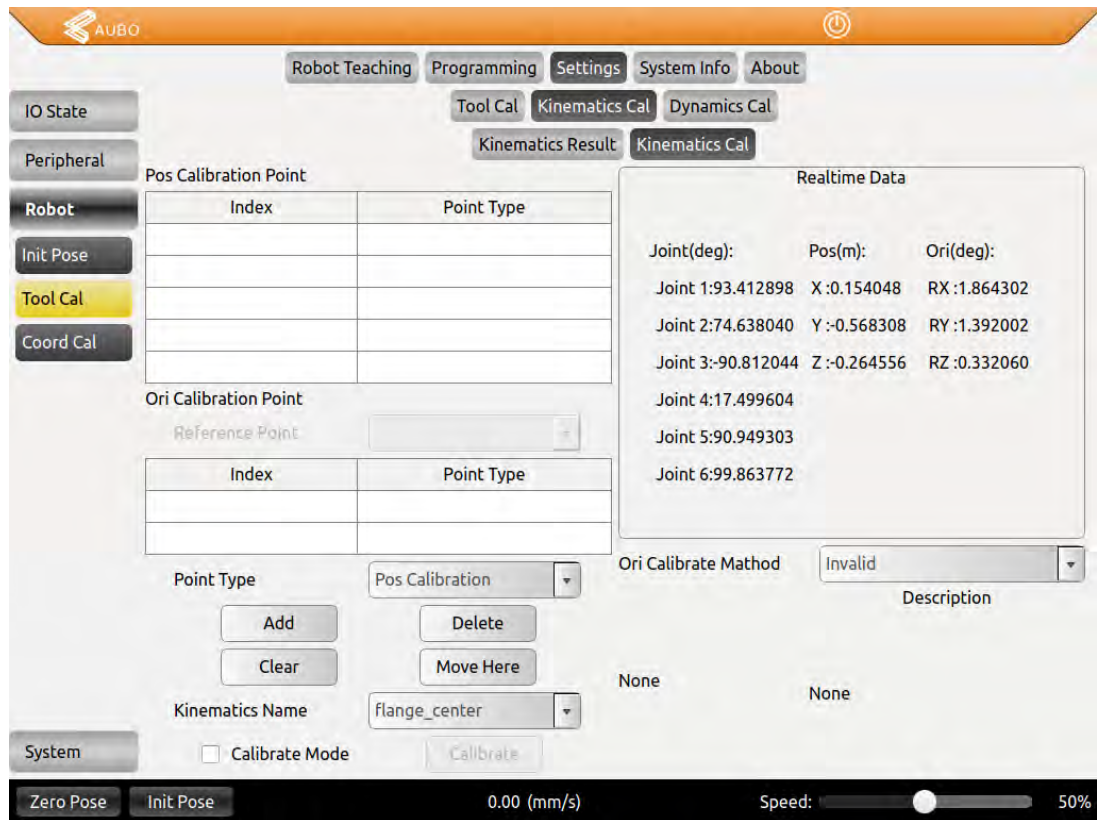 AUBO
Robot Teaching Programming Settings System Info About
IO State
Tool Cal Kinematics Cal Dynamics Cal
Kinematics Result Kinematics Cal
Peripheral
Pos Calibration Point
Realtime Data
Robot
Index Point Type
Init Pose
Joint(deg): Pos(m): Ori(deg):
Tool Cal
Joint 1:93.412898 X :0.154048 RX :1.864302
Coord Cal
Joint 2:74.638040 Y :-0.568308 RY :1.392002
Joint 3:-90.812044 Z :-0.264556 RZ :0.332060
Ori Calibration Point
Joint 4:17.499604
Reference Point
Joint 5:90.949303
Index Point Type
Joint 6:99.863772
Ori Calibrate Mathod Invalid
Point Type Pos Calibration
Description
Add Delete
Clear Move Here
None
None
Kinematics Name flange_center
System
Calibrate Mode Calibrate
Zero Pose Init Pose 0.00 (mm/s) Speed: 50%